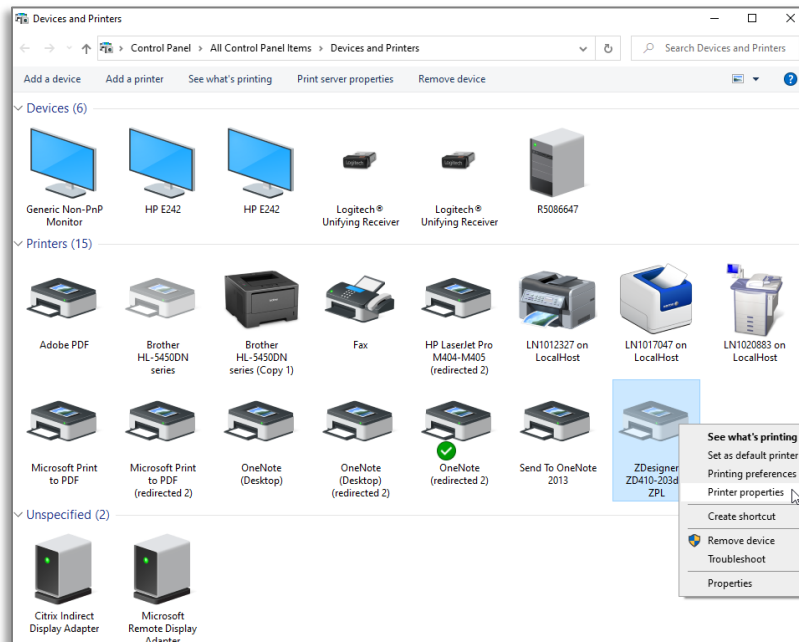 Devices and Printers
Control Panel > All Control Panel Items > Devices and Printers
Search Devices and Printers
Add a device Add a printer See what's printing Print server properties Remove device
Devices (6)
Generic Non-PnP
Monitor
HP E242
HP E242
Logitech®
Unifying Receiver
Logitech®
Unifying Receiver
R5086647
Printers (15)
Adobe PDF
Brother
HL-5450DN
series
Brother
HL-5450DN
series (Copy 1)
Fax
HP LaserJet Pro
M404-M405
(redirected 2)
LN1012327 on
LocalHost
LN1017047 on
LocalHost
LN1020883 on
LocalHost
Microsoft Print
to PDF
Microsoft Print
to PDF
(redirected 2)
OneNote
(Desktop)
OneNote
(Desktop)
(redirected 2)
OneNote
(redirected 2)
Send To OneNote
2013
ZDesigner
ZD410-203d
ZPL
See what's printing
Set as default printer
Printing preferences
Printer properties
Create shortcut
Remove device
Troubleshoot
Properties
Unspecified (2)
Citrix Indirect
Display Adapter
Microsoft
Remote Display
Adapter